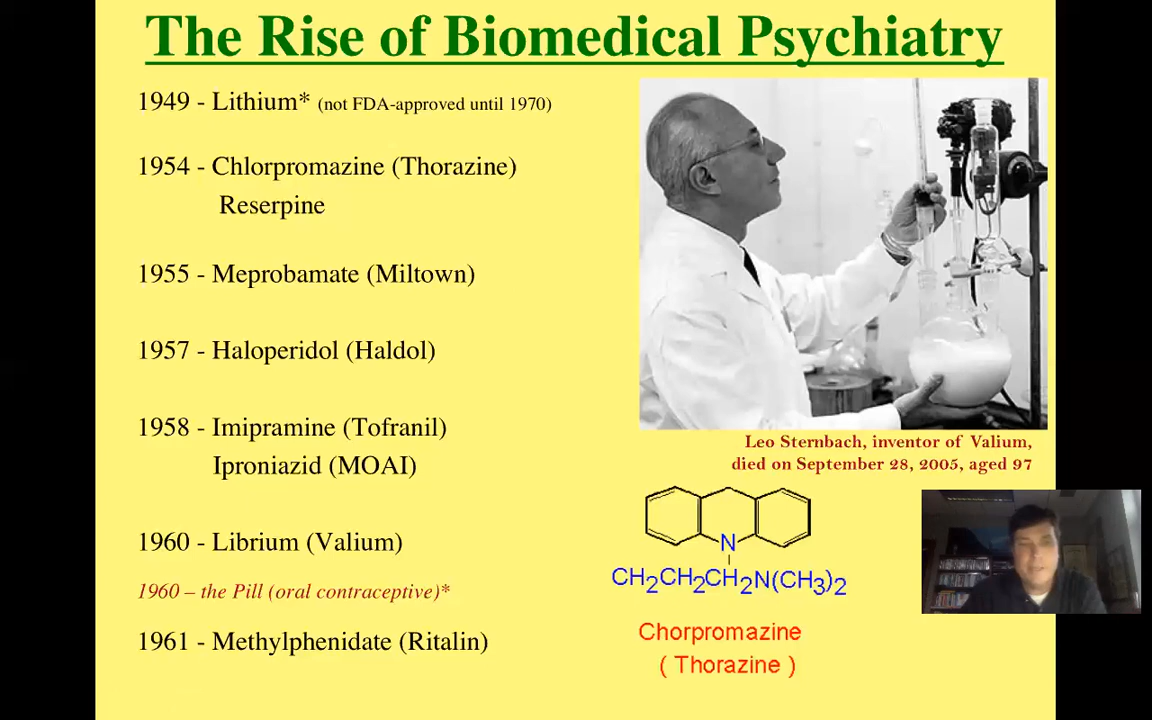 The Rise of Biomedical Psychiatry
1949 - Lithium* (not FDA-approved until 1970)
1954 - Chlorpromazine (Thorazine)
Reserpine
1955 - Meprobamate (Miltown)
1957 - Haloperidol (Haldol)
1958 - Imipramine (Tofranil)
Iproniazid (MOAI)
1960 - Librium (Valium)
1960 – the Pill (oral contraceptive)*
1961 - Methylphenidate (Ritalin)
Leo Sternbach, inventor of Valium,
died on September 28, 2005, aged 97
N
CH2CH2CH2N(CH3)2
Chorpromazine
( Thorazine )